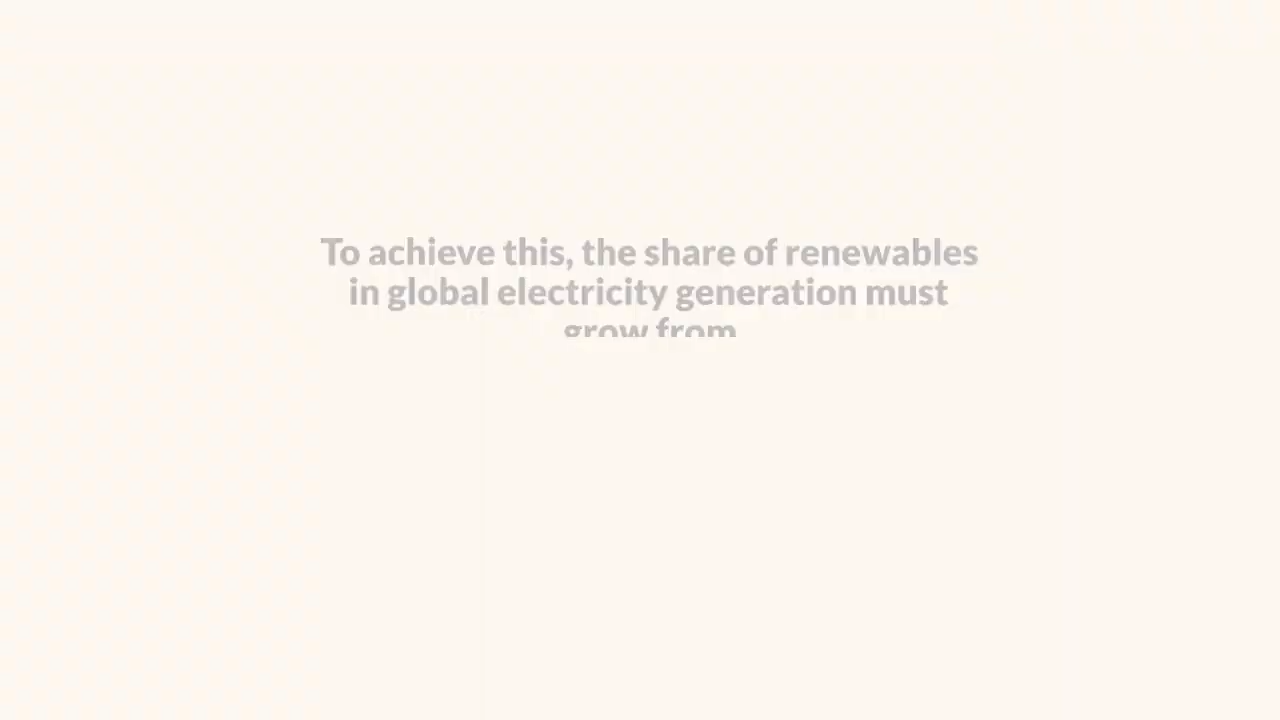 To achieve this, the share of renewables
in global electricity generation must
grow from